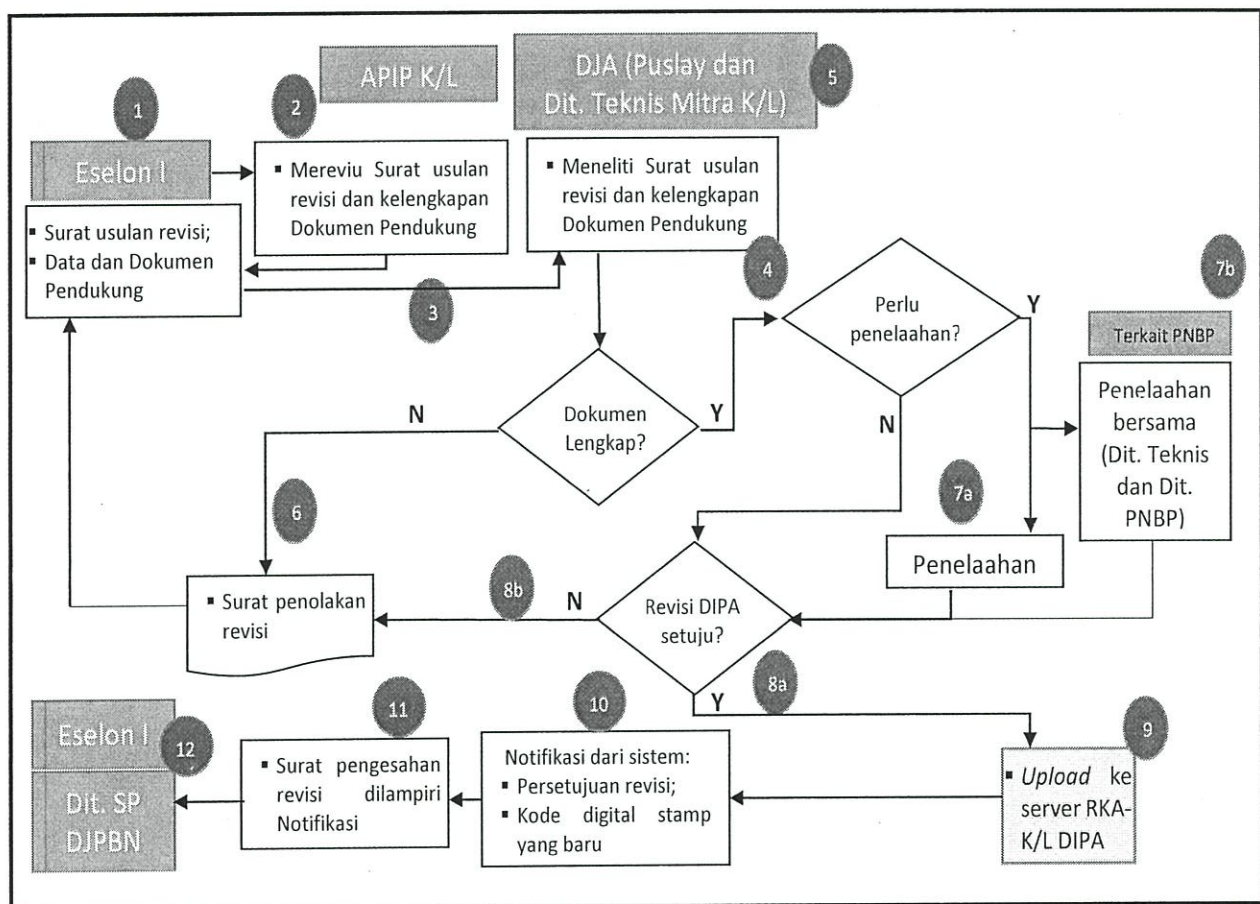 1
Eselon I
▪ Surat usulan revisi;
▪ Data dan Dokumen
Pendukung
2
APIP K/L
▪ Mereviu Surat usulan
revisi dan kelengkapan
Dokumen Pendukung
3
DJA (Puslay dan
Dit. Teknis Mitra K/L)
5
▪ Meneliti Surat usulan
revisi dan kelengkapan
Dokumen Pendukung
4
Dokumen
Lengkap?
N
Y
Perlu
penelaahan?
Y
N
7b
Terkait PNBP
Penelaahan
bersama
(Dit. Teknis
dan Dit.
PNBP)
7a
Penelaahan
6
▪ Surat penolakan
revisi
8b
N
Revisi DIPA
setuju?
Y
8a
9
▪ Upload ke
server RKA-
K/L DIPA
10
Notifikasi dari sistem:
▪ Persetujuan revisi;
▪ Kode digital stamp
yang baru
11
▪ Surat pengesahan
revisi dilampiri
Notifikasi
12
Eselon I
Dit. SP
DJPBN